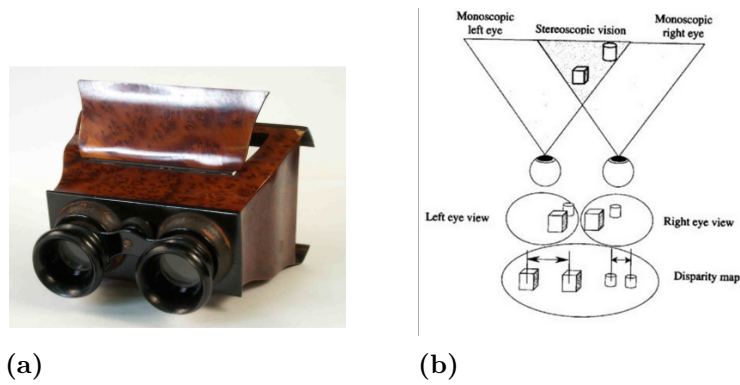 Monoscopic
left eye
Stereoscopic vision
Monoscopic
right eye
Left eye view
Right eye view
Disparity map
(a)
(b)